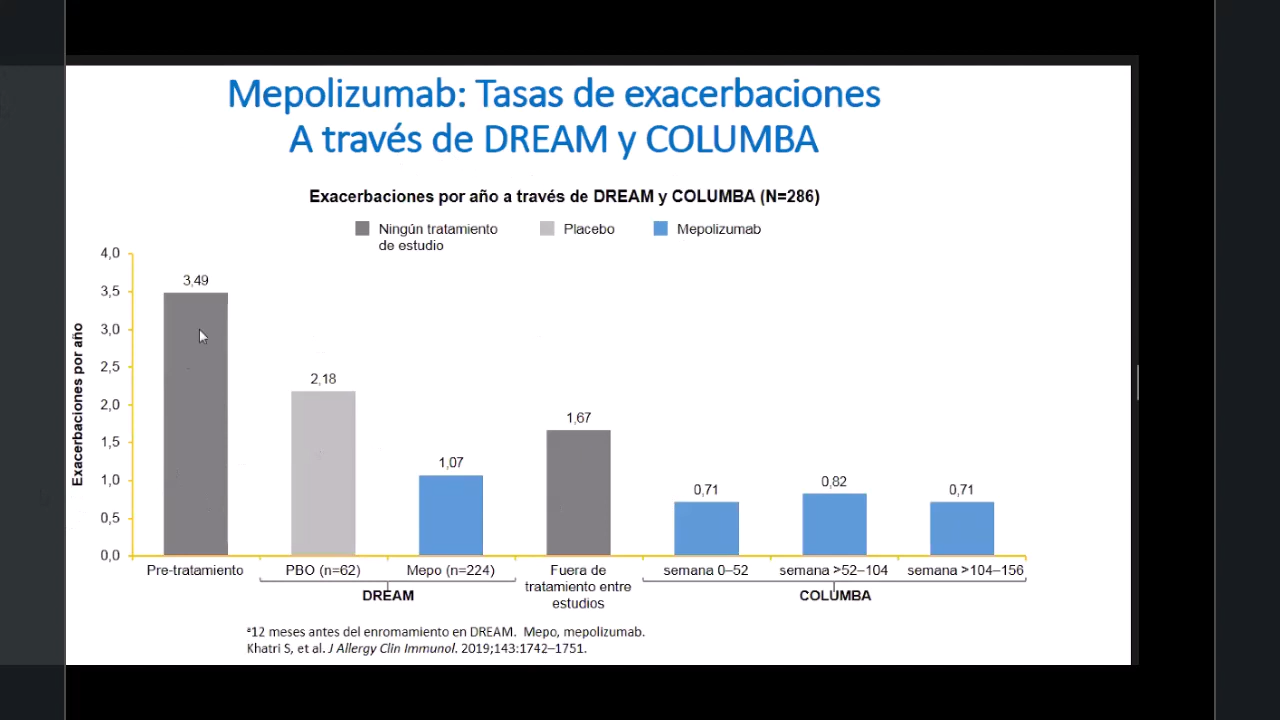 Mepolizumab: Tasas de exacerbaciones
A través de DREAM y COLUMBA
Exacerbaciones por año a través de DREAM y COLUMBA (N=286)
Ningún tratamiento
de estudio
Placebo
Mepolizumab
Exacerbaciones por año
4,0
3,5
3,0
2,5
2,0
1,5
1,0
0,5
0,0
3,49
2,18
1,07
1,67
0,71
0,82
0,71
Pre-tratamiento
PBO (n=62)
Mepo (n=224)
Fuera de
tratamiento entre
estudios
semana 0–52
semana >52–104
semana >104–156
DREAM
COLUMBA
ª12 meses antes del enromamiento en DREAM. Mepo, mepolizumab.
Khatri S, et al. J Allergy Clin Immunol. 2019;143:1742–1751.